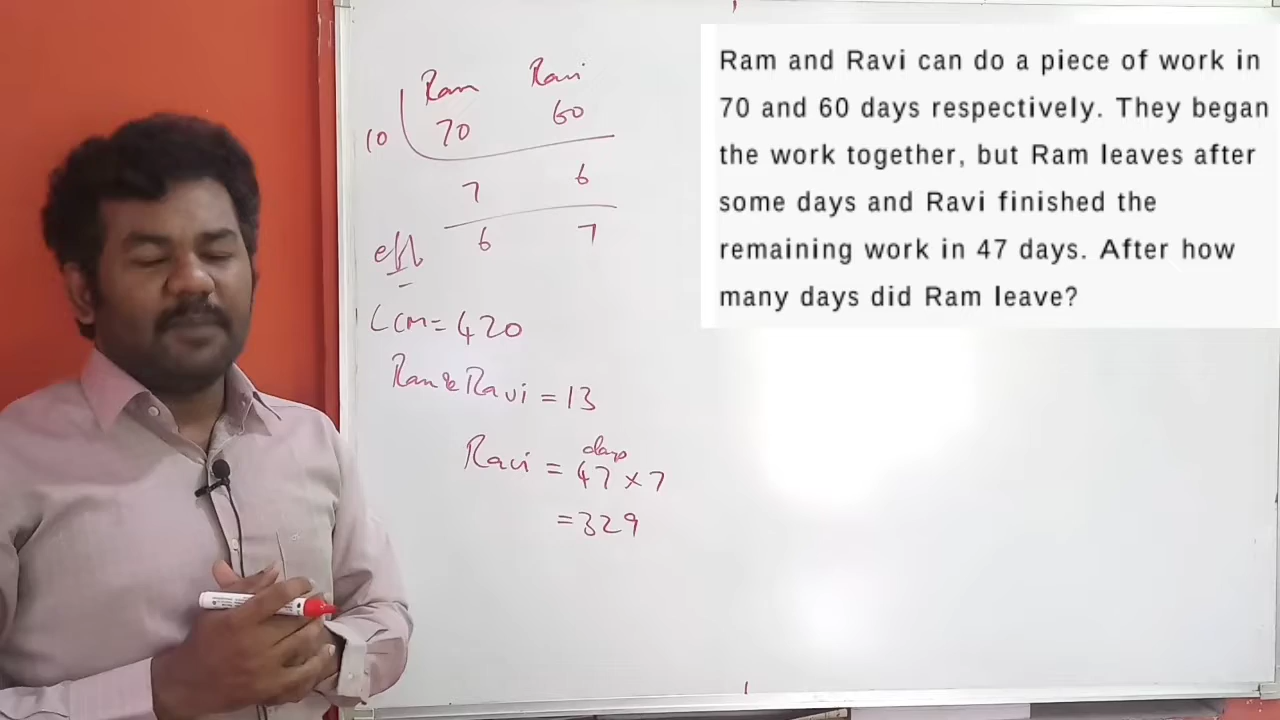 Ram Ravi
10 70 60
7 6
eff 6 7
LCM = 420
Ram & Ravi = 13
days
Ravi = 47 × 7
= 329
Ram and Ravi can do a piece of work in
70 and 60 days respectively. They began
the work together, but Ram leaves after
some days and Ravi finished the
remaining work in 47 days. After how
many days did Ram leave?